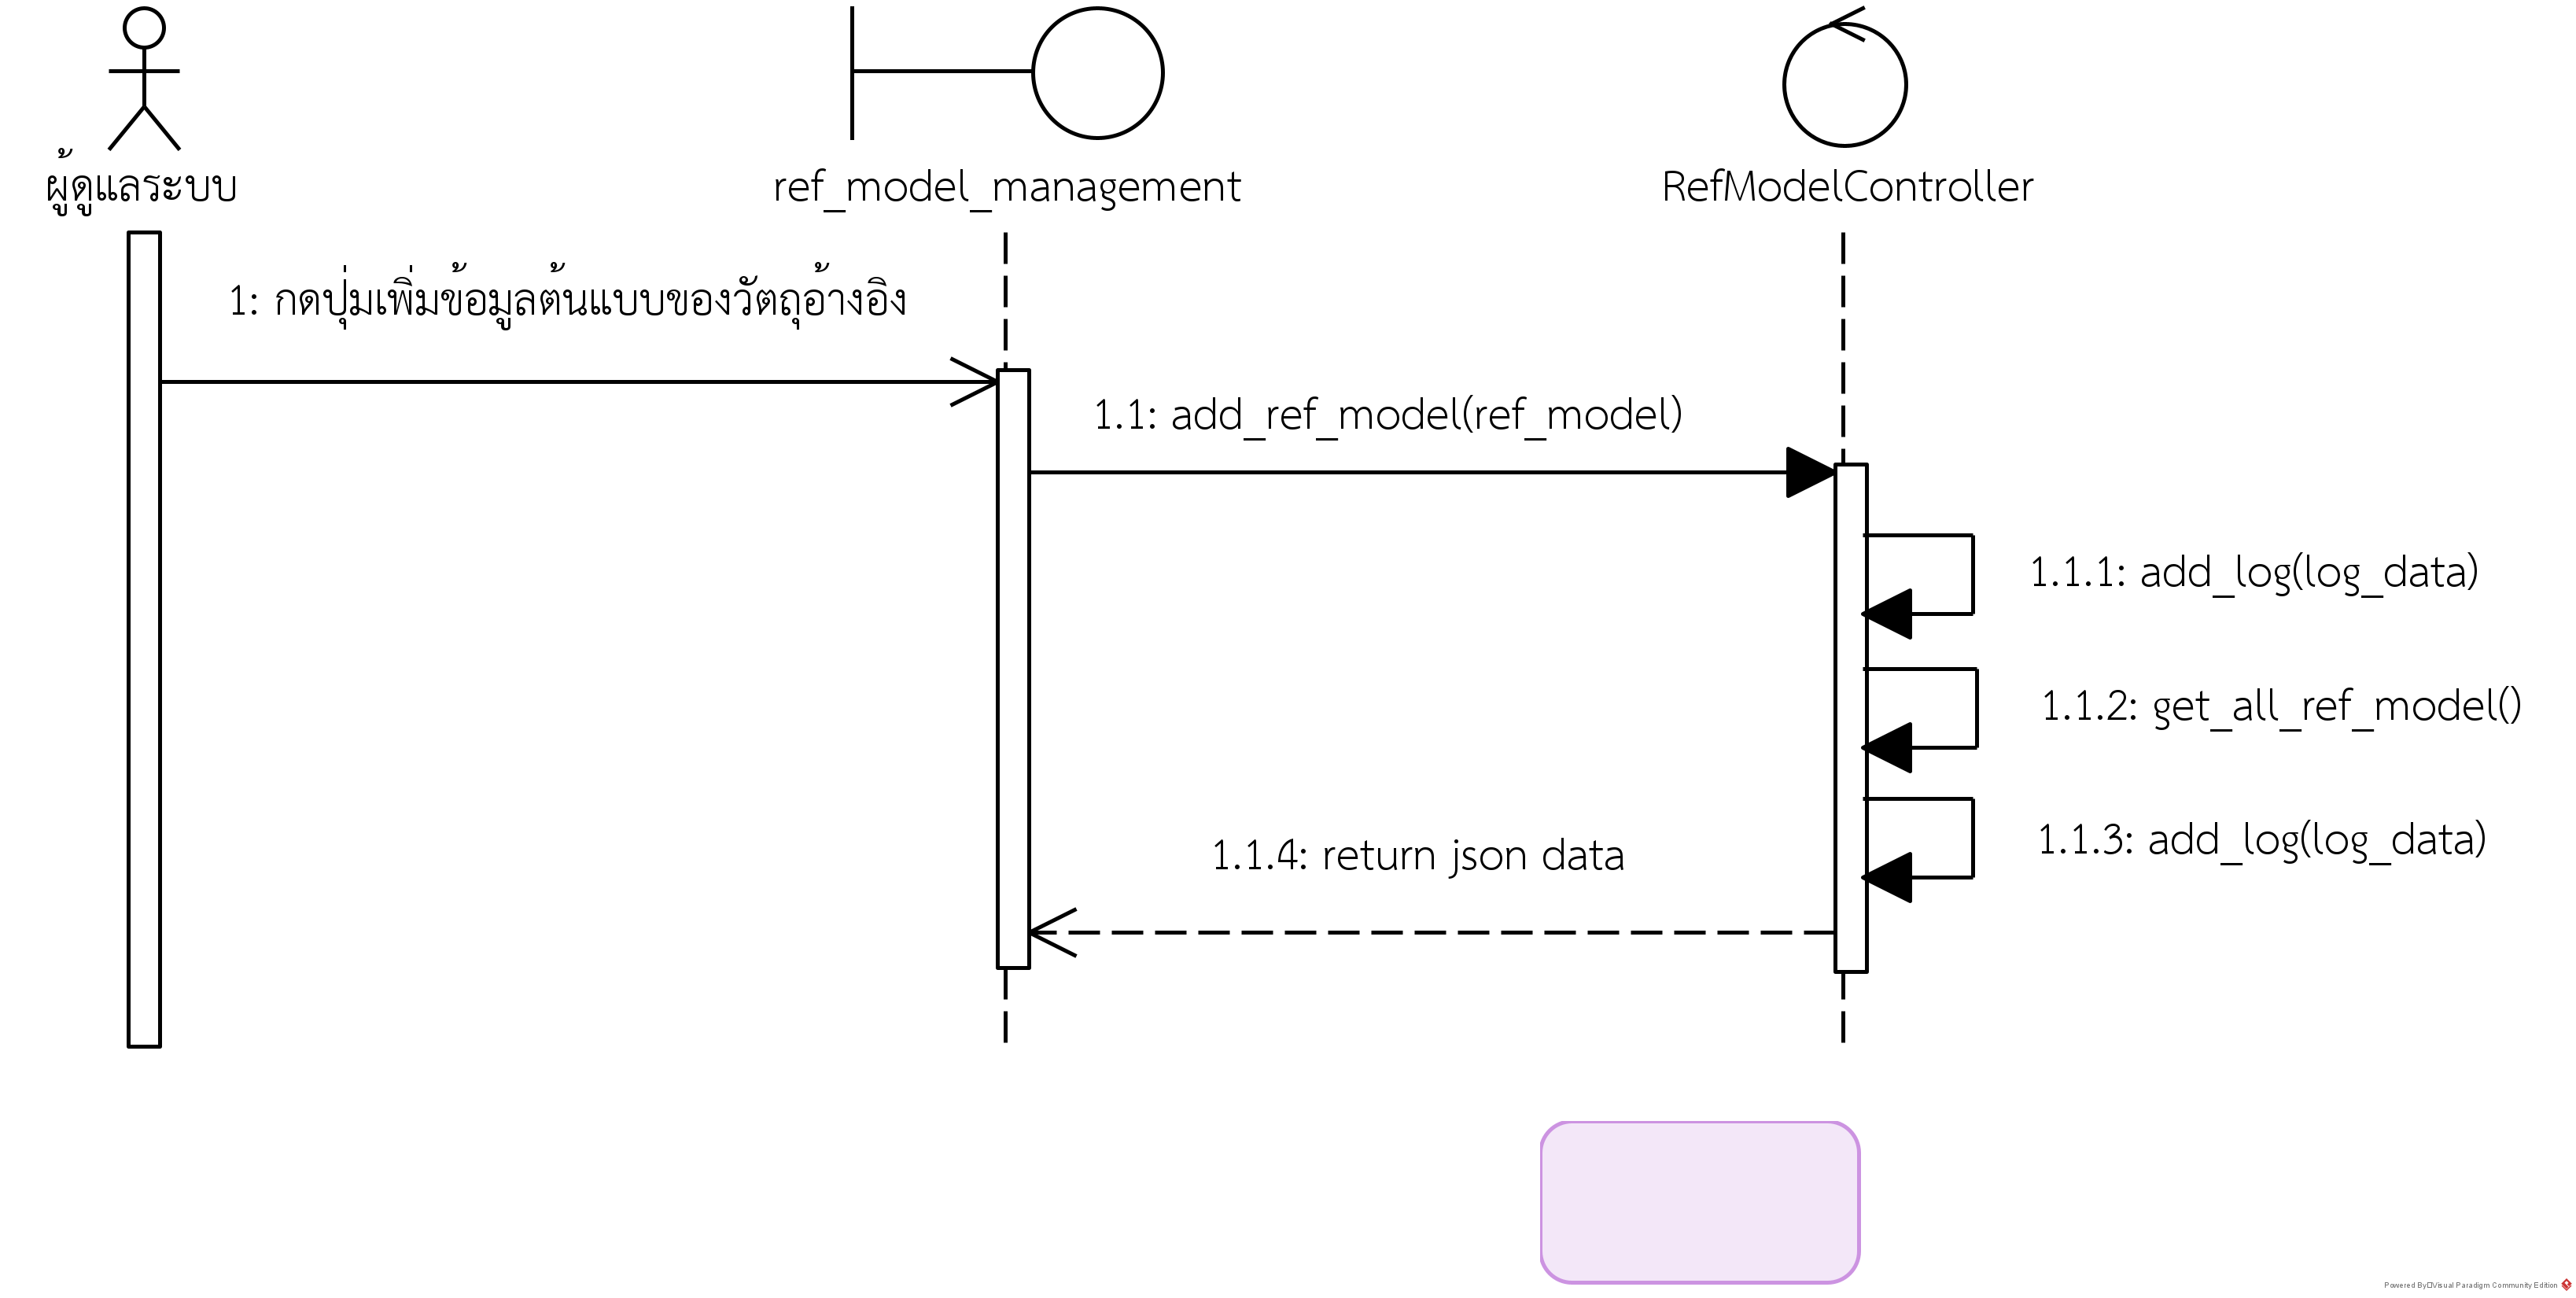 ผู้ดูแลระบบ
ref_model_management
RefModelController
1: กดปุ่มเพิ่มข้อมูลต้นแบบของวัตถุอ้างอิง
1.1: add_ref_model(ref_model)
1.1.1: add_log(log_data)
1.1.2: get_all_ref_model()
1.1.3: add_log(log_data)
1.1.4: return json data
Powered By Visual Paradigm Community Edition